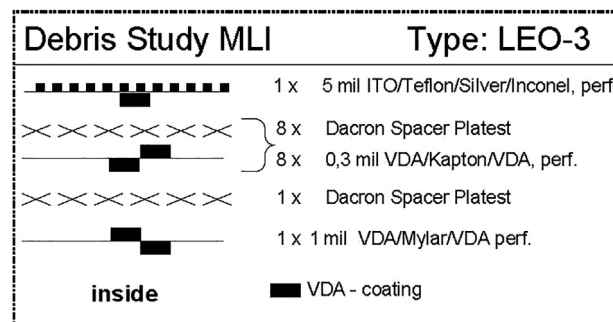 Debris Study MLI Type: LEO-3
1 x 5 mil ITO/Teflon/Silver/Inconel, perf
8x Dacron Spacer Platest
8x 0,3 mil VDA/Kapton/VDA, perf.
1 x Dacron Spacer Platest
1 x 1 mil VDA/Mylar/VDA perf.
inside VDA - coating